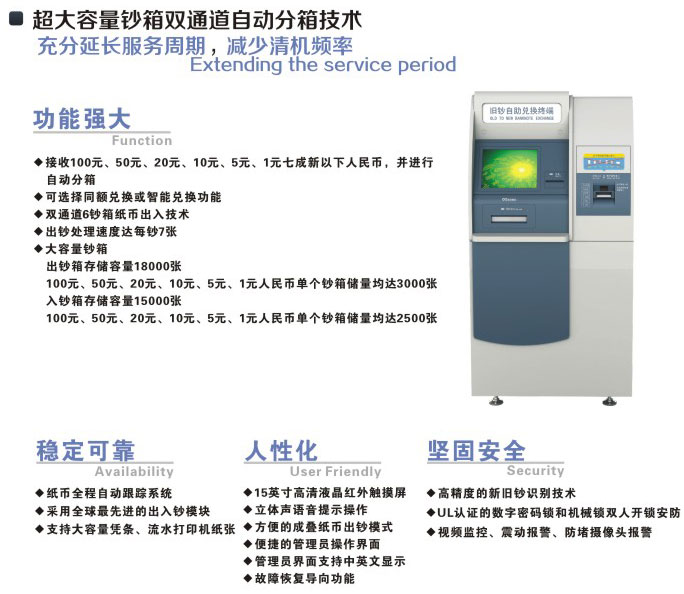 超大容量钞箱双通道自动分箱技术
充分延长服务周期，减少清机频率
Extending the service period
功能强大
Function
◆接收100元、50元、20元、10元、5元、1元七成新以下人民币，并进行
自动分箱
◆可选择同额兑换或智能兑换功能
◆双通道6钞箱纸币出入技术
◆出钞处理速度达每钞7张
◆大容量钞箱
出钞箱存储容量18000张
100元、50元、20元、10元、5元、1元人民币单个钞箱储量均达3000张
入钞箱存储容量15000张
100元、50元、20元、10元、5元、1元人民币单个钞箱储量均达2500张
旧钞自助兑换终端
OLD TO NEW BANKNOTE EXCHANGE
稳定可靠
Availability
◆纸币全程自动跟踪系统
◆采用全球最先进的出入钞模块
◆支持大容量凭条、流水打印机纸张
人性化
User Friendly
◆15英寸高清液晶红外触摸屏
◆立体声语音提示操作
◆方便的成叠纸币出钞模式
◆便捷的管理员操作界面
◆管理员界面支持中英文显示
◆故障恢复导向功能
坚固安全
Security
◆高精度的新旧钞识别技术
◆UL认证的数字密码锁和机械锁双人开锁安防
◆视频监控、震动报警、防堵摄像头报警